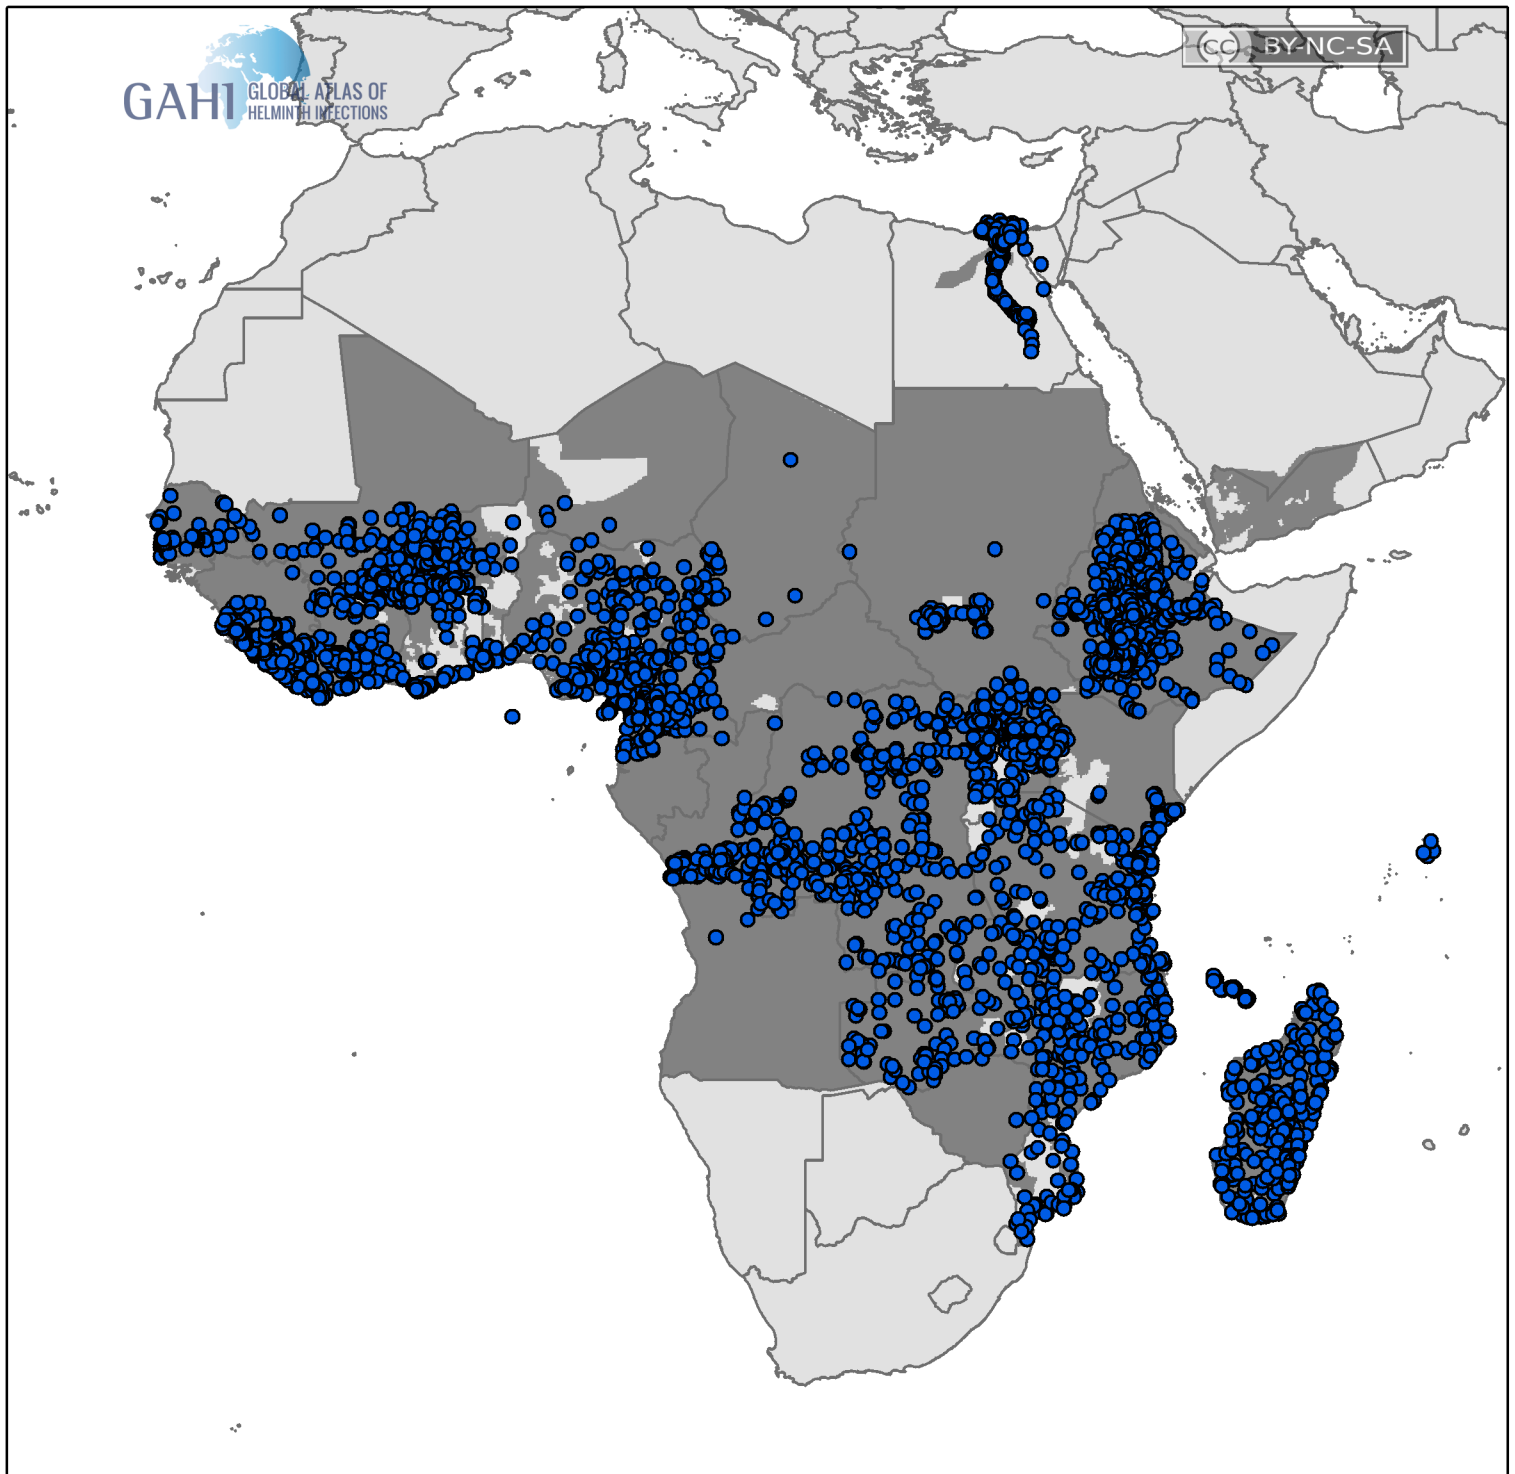 GAHI
GLOBAL ATLAS OF
HELMINTH INFECTIONS
CC BY-NC-SA